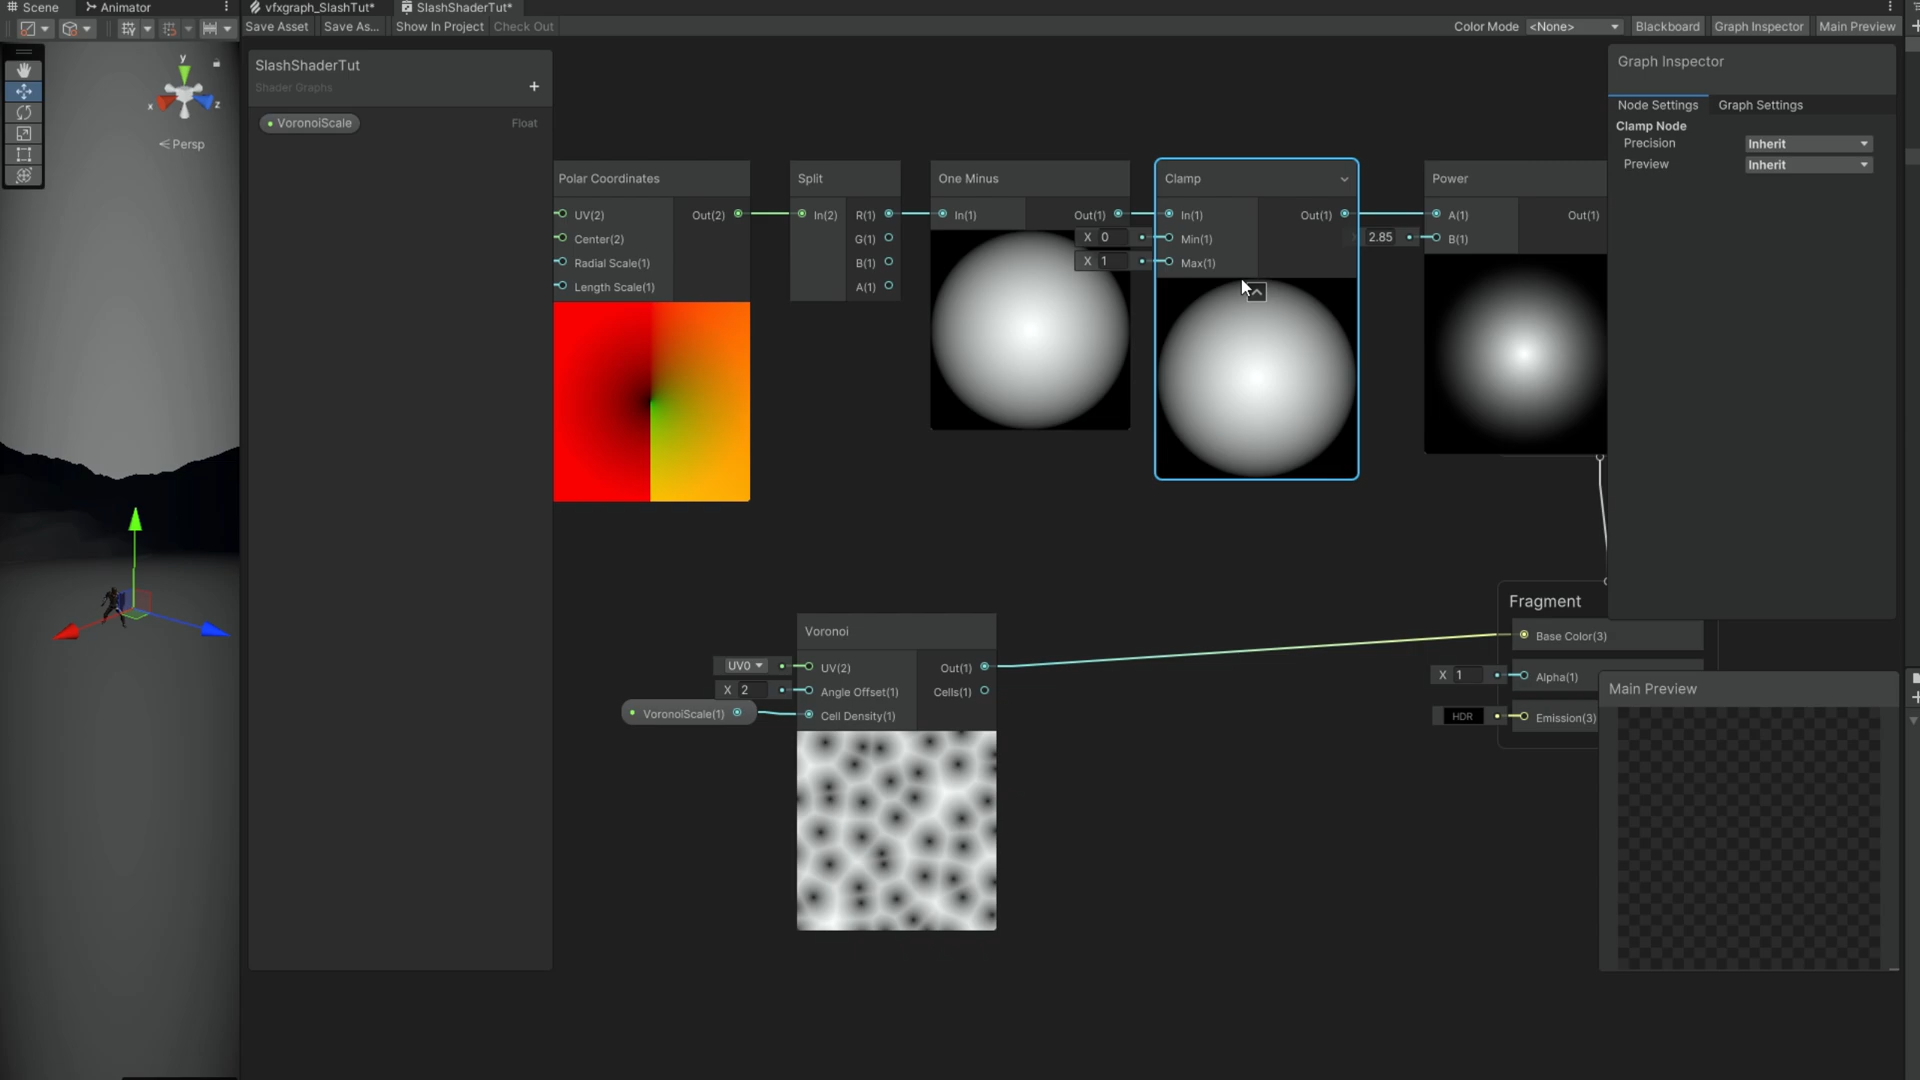 Scene
Animator
vfxgraph_SlashTut*
SlashShaderTut*
Save Asset
Save As...
Show In Project
Check Out
Color Mode
<None>
Blackboard
Graph Inspector
Main Preview
SlashShaderTut
Shader Graphs
+
VoronoiScale
Float
y
x
z
Persp
Polar Coordinates
UV(2)
Center(2)
Radial Scale(1)
Length Scale(1)
Out(2)
Split
In(2)
R(1)
G(1)
B(1)
A(1)
One Minus
In(1)
Out(1)
Clamp
X 0
X 1
In(1)
Min(1)
Max(1)
Out(1)
Power
2.85
A(1)
B(1)
Out(1)
Graph Inspector
Node Settings
Graph Settings
Clamp Node
Precision
Inherit
Preview
Inherit
Voronoi
UV0
X 2
VoronoiScale(1)
UV(2)
Angle Offset(1)
Cell Density(1)
Out(1)
Cells(1)
Fragment
Base Color(3)
X 1
Alpha(1)
HDR
Emission(3)
Main Preview